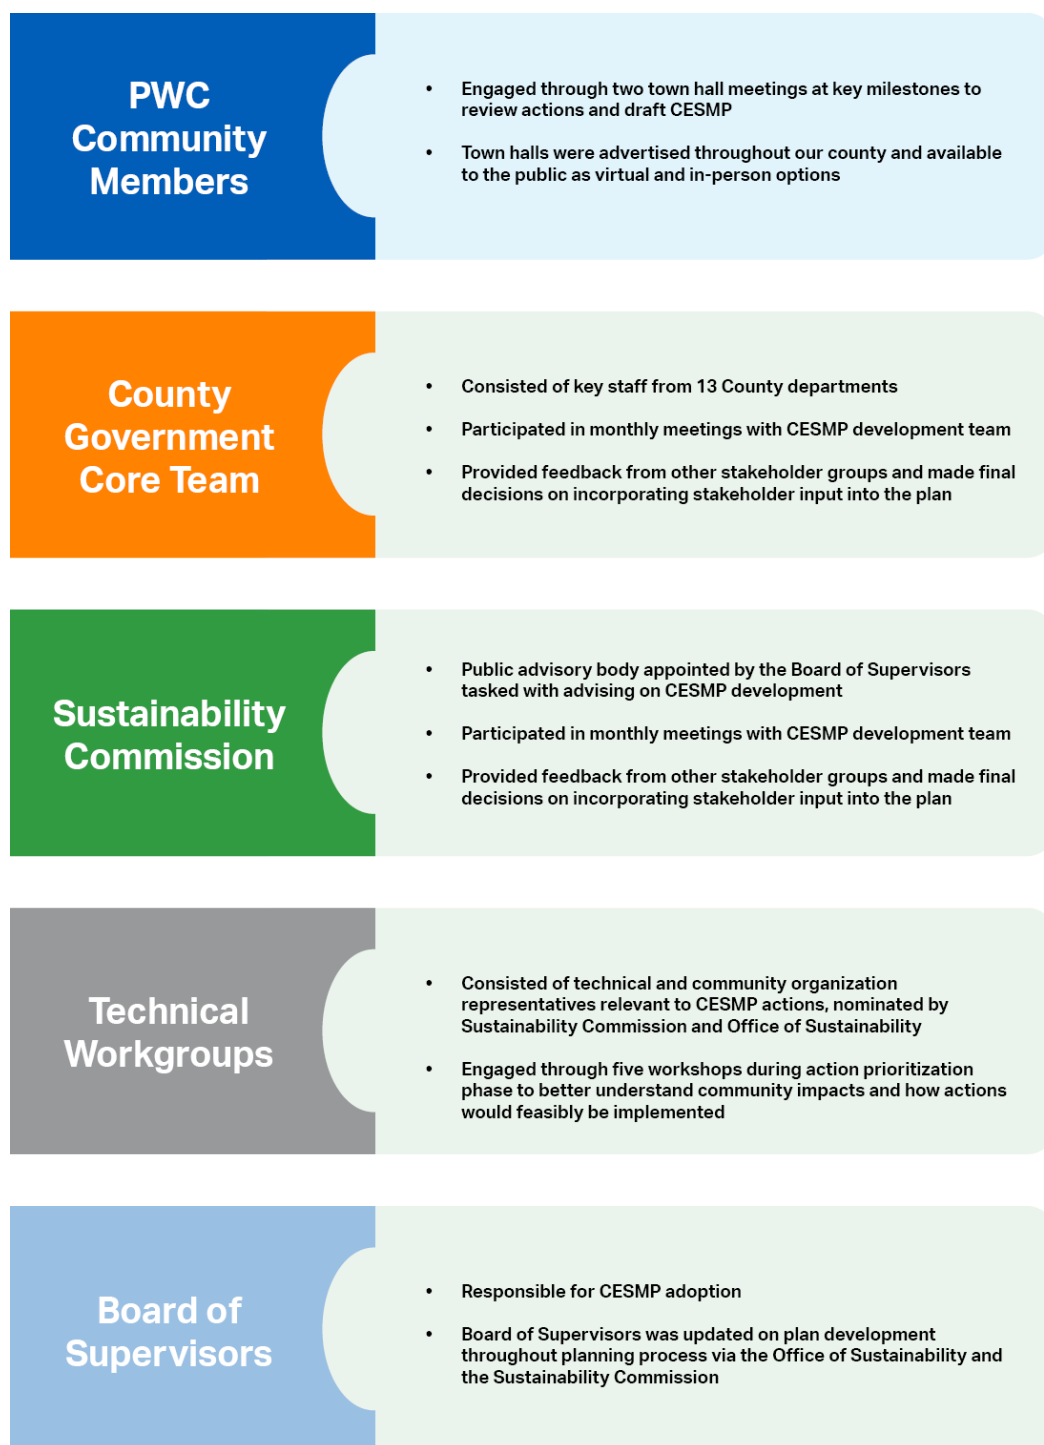 PWC
Community
Members
• Engaged through two town hall meetings at key milestones to
review actions and draft CESMP
• Town halls were advertised throughout our county and available
to the public as virtual and in-person options
County
Government
Core Team
• Consisted of key staff from 13 County departments
• Participated in monthly meetings with CESMP development team
• Provided feedback from other stakeholder groups and made final
decisions on incorporating stakeholder input into the plan
Sustainability
Commission
• Public advisory body appointed by the Board of Supervisors
tasked with advising on CESMP development
• Participated in monthly meetings with CESMP development team
• Provided feedback from other stakeholder groups and made final
decisions on incorporating stakeholder input into the plan
Technical
Workgroups
• Consisted of technical and community organization
representatives relevant to CESMP actions, nominated by
Sustainability Commission and Office of Sustainability
• Engaged through five workshops during action prioritization
phase to better understand community impacts and how actions
would feasibly be implemented
Board of
Supervisors
• Responsible for CESMP adoption
• Board of Supervisors was updated on plan development
throughout planning process via the Office of Sustainability and
the Sustainability Commission